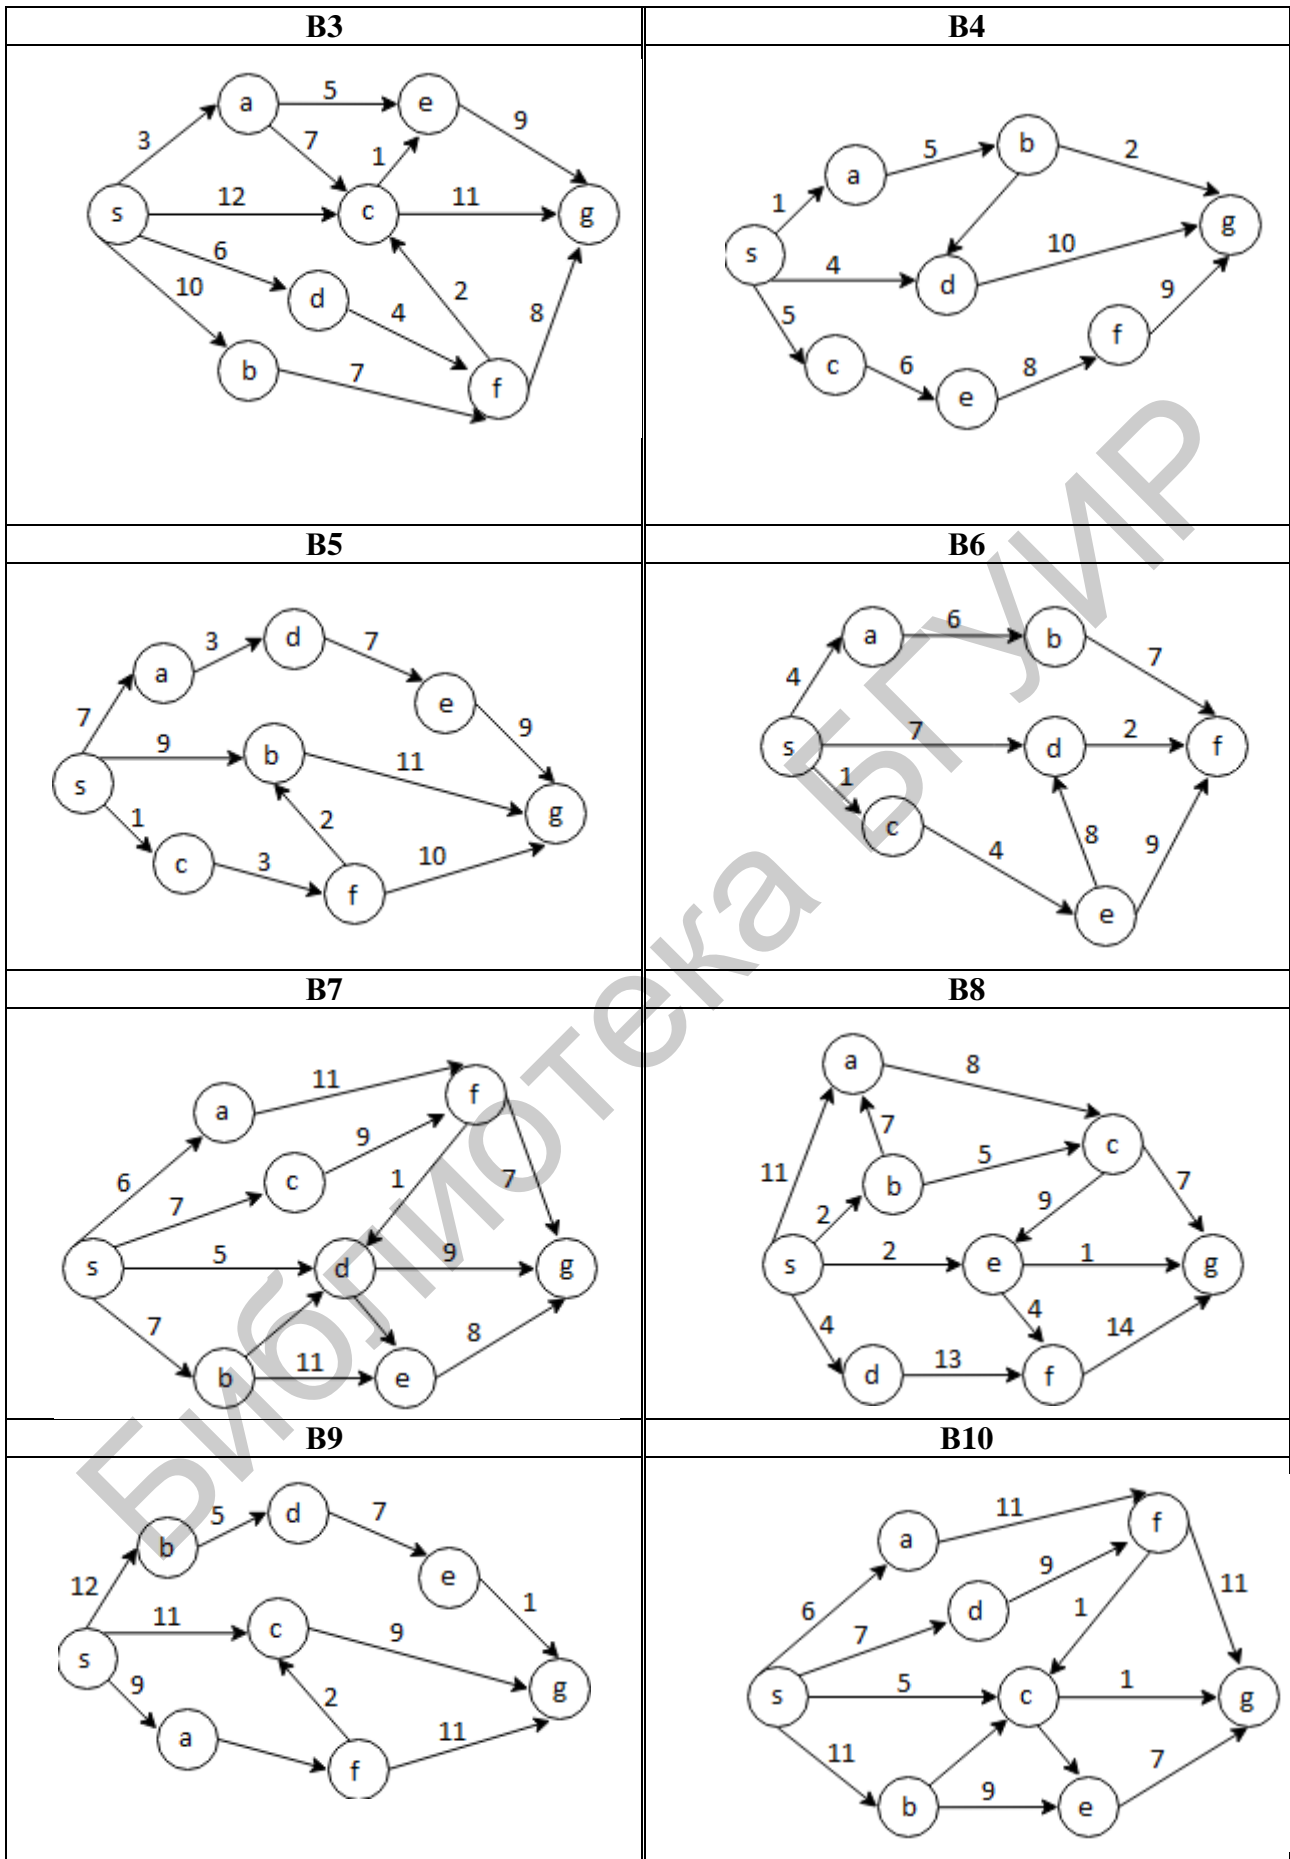 B3 B4
a 5 e 9 3 7 1 s 12 c 11 g 6 10 d 4 2 8 b 7 f
1 a 5 b 2 s 4 d 10 g 5 c 6 e 8 f 9
B5 B6
a 3 d 7 e 9 7 9 b 11 s 1 c 3 f 2 10 g
4 a 6 b 7 s 7 d 2 f 1 c 4 8 9 e
B7 B8
a 11 f 6 c 9 1 7 7 s 5 d 9 g 7 b 11 e 8
a 8 7 c 11 b 5 2 9 7 s 2 e 1 g 4 d 13 4 f 14
B9 B10
b 5 d 7 e 1 12 11 c 9 s 9 a 2 f 11 g
a 11 f 6 d 9 1 11 7 s 5 c 1 g 11 b 9 e 7
Библиотека БГУИР